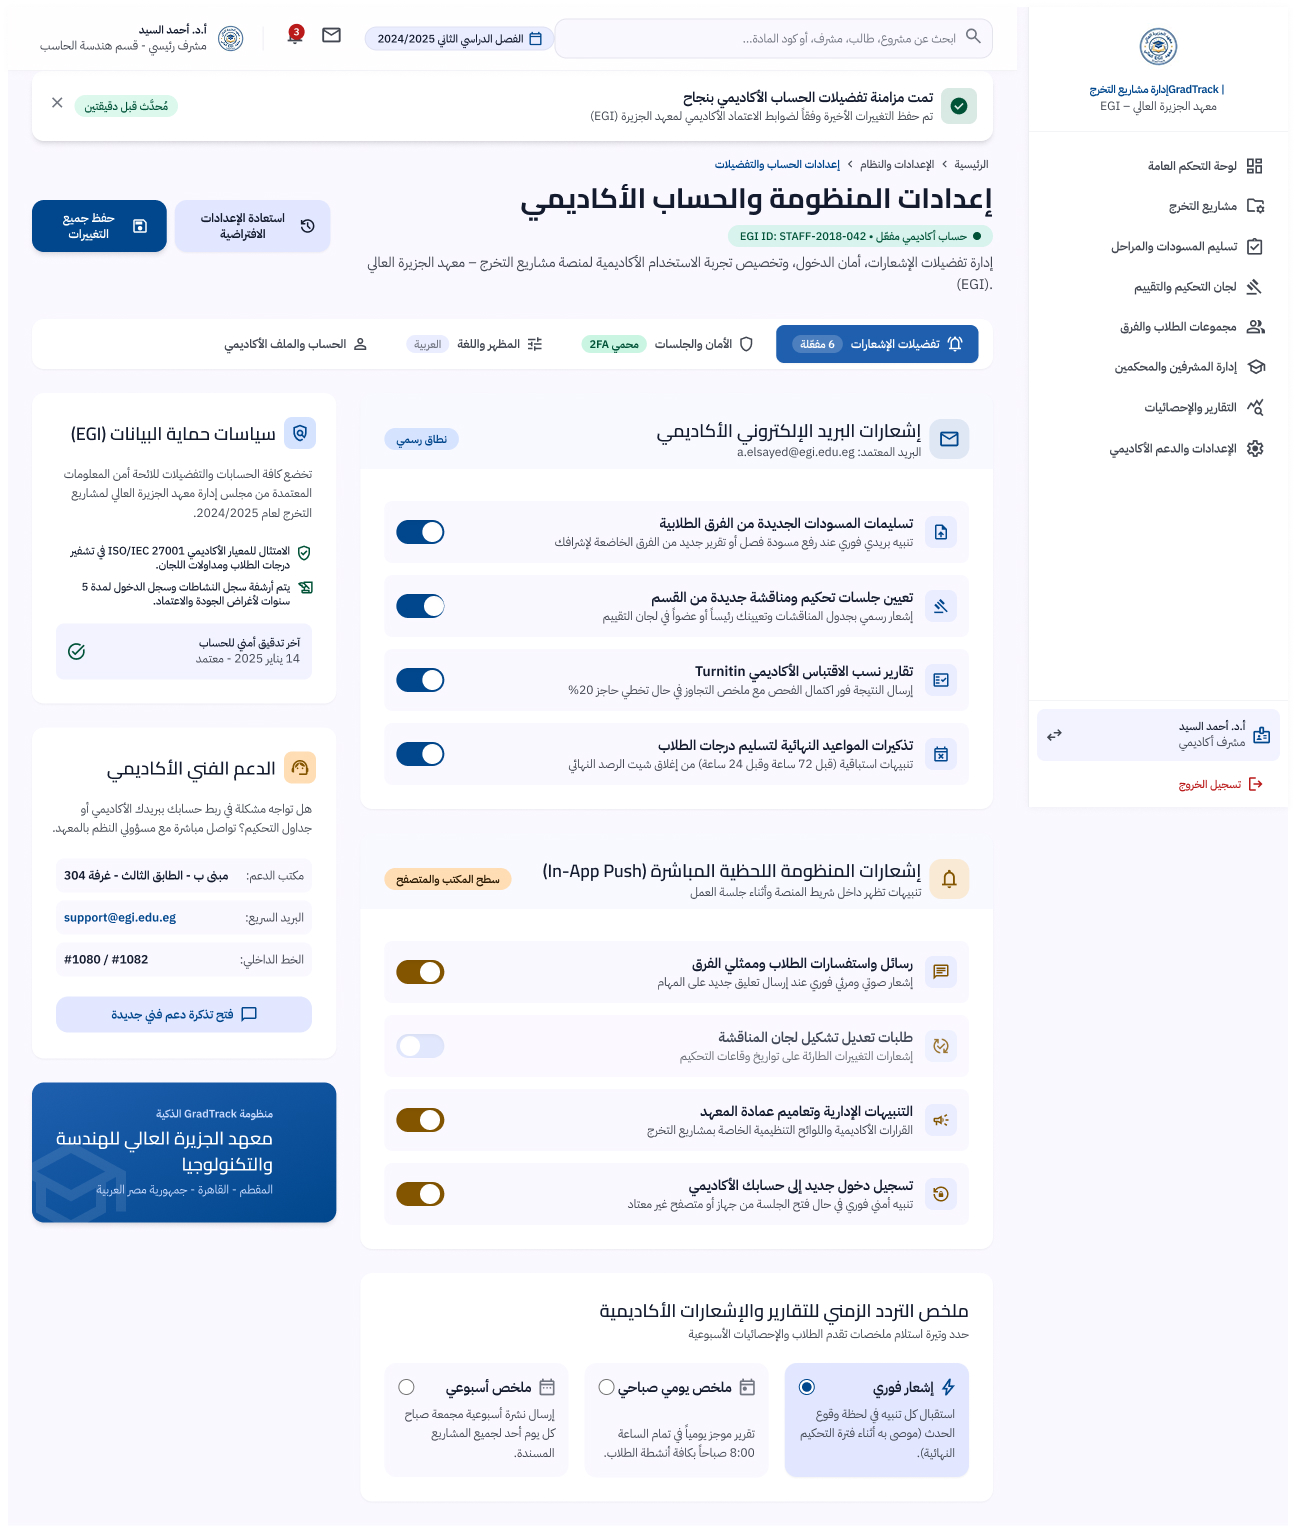 | GradTrackإدارة مشاريع التخرج
معهد الجزيرة العالي – EGI
لوحة التحكم العامة
مشاريع التخرج
تسليم المسودات والمراحل
لجان التحكيم والتقييم
مجموعات الطلاب والفرق
إدارة المشرفين والمحكمين
التقارير والإحصائيات
الإعدادات والدعم الأكاديمي
أ.د. أحمد السيد
مشرف أكاديمي
تسجيل الخروج
ابحث عن مشروع، طالب، مشرف، أو كود المادة...
الفصل الدراسي الثاني 2024/2025
3
أ.د. أحمد السيد
مشرف رئيسي - قسم هندسة الحاسب
تمت مزامنة تفضيلات الحساب الأكاديمي بنجاح
تم حفظ التغييرات الأخيرة وفقاً لضوابط الاعتماد الأكاديمي لمعهد الجزيرة (EGI)
مُحدَّث قبل دقيقتين
الرئيسية
الإعدادات والنظام
إعدادات الحساب والتفضيلات
إعدادات المنظومة والحساب الأكاديمي
حساب أكاديمي مفعّل • EGI ID: STAFF-2018-042
إدارة تفضيلات الإشعارات، أمان الدخول، وتخصيص تجربة الاستخدام الأكاديمية لمنصة مشاريع التخرج – معهد الجزيرة العالي
(EGI).
استعادة الإعدادات
الافتراضية
حفظ جميع
التغييرات
تفضيلات الإشعارات
6 مفعّلة
الأمان والجلسات
محمي 2FA
المظهر واللغة
العربية
الحساب والملف الأكاديمي
إشعارات البريد الإلكتروني الأكاديمي
البريد المعتمد: a.elsayed@egi.edu.eg
نطاق رسمي
تسليمات المسودات الجديدة من الفرق الطلابية
تنبيه بريدي فوري عند رفع مسودة فصل أو تقرير جديد من الفرق الخاضعة لإشرافك
تعيين جلسات تحكيم ومناقشة جديدة من القسم
إشعار رسمي بجدول المناقشات وتعيينك رئيساً أو عضواً في لجان التقييم
تقارير نسب الاقتباس الأكاديمي Turnitin
إرسال النتيجة فور اكتمال الفحص مع ملخص التجاوز في حال تخطي حاجز 20%
تذكيرات المواعيد النهائية لتسليم درجات الطلاب
تنبيهات استباقية (قبل 72 ساعة وقبل 24 ساعة) من إغلاق شيت الرصد النهائي
إشعارات المنظومة اللحظية المباشرة (In-App Push)
تنبيهات تظهر داخل شريط المنصة وأثناء جلسة العمل
سطح المكتب والمتصفح
رسائل واستفسارات الطلاب وممثلي الفرق
إشعار صوتي ومرئي فوري عند إرسال تعليق جديد على المهام
طلبات تعديل تشكيل لجان المناقشة
إشعارات التغييرات الطارئة على تواريخ وقاعات التحكيم
التنبيهات الإدارية وتعاميم عمادة المعهد
القرارات الأكاديمية واللوائح التنظيمية الخاصة بمشاريع التخرج
تسجيل دخول جديد إلى حسابك الأكاديمي
تنبيه أمني فوري في حال فتح الجلسة من جهاز أو متصفح غير معتاد
ملخص التردد الزمني للتقارير والإشعارات الأكاديمية
حدد وتيرة استلام ملخصات تقدم الطلاب والإحصائيات الأسبوعية
إشعار فوري
استقبال كل تنبيه في لحظة وقوع
الحدث (موصى به أثناء فترة التحكيم
النهائية).
ملخص يومي صباحي
تقرير موجز يومياً في تمام الساعة
8:00 صباحاً بكافة أنشطة الطلاب.
ملخص أسبوعي
إرسال نشرة أسبوعية مجمعة صباح
كل يوم أحد لجميع المشاريع
المسندة.
سياسات حماية البيانات (EGI)
تخضع كافة الحسابات والتفضيلات للائحة أمن المعلومات
المعتمدة من مجلس إدارة معهد الجزيرة العالي لمشاريع
التخرج لعام 2024/2025.
الامتثال للمعيار الأكاديمي ISO/IEC 27001 في تشفير
درجات الطلاب ومداولات اللجان.
يتم أرشفة سجل النشاطات وسجل الدخول لمدة 5
سنوات لأغراض الجودة والاعتماد.
آخر تدقيق أمني للحساب
14 يناير 2025 - معتمد
الدعم الفني الأكاديمي
هل تواجه مشكلة في ربط حسابك ببريدك الأكاديمي أو
جداول التحكيم؟ تواصل مباشرة مع مسؤولي النظم بالمعهد.
مكتب الدعم:
مبنى ب - الطابق الثالث - غرفة 304
البريد السريع:
support@egi.edu.eg
الخط الداخلي:
#1080 / #1082
فتح تذكرة دعم فني جديدة
منظومة GradTrack الذكية
معهد الجزيرة العالي للهندسة
والتكنولوجيا
المقطم - القاهرة - جمهورية مصر العربية